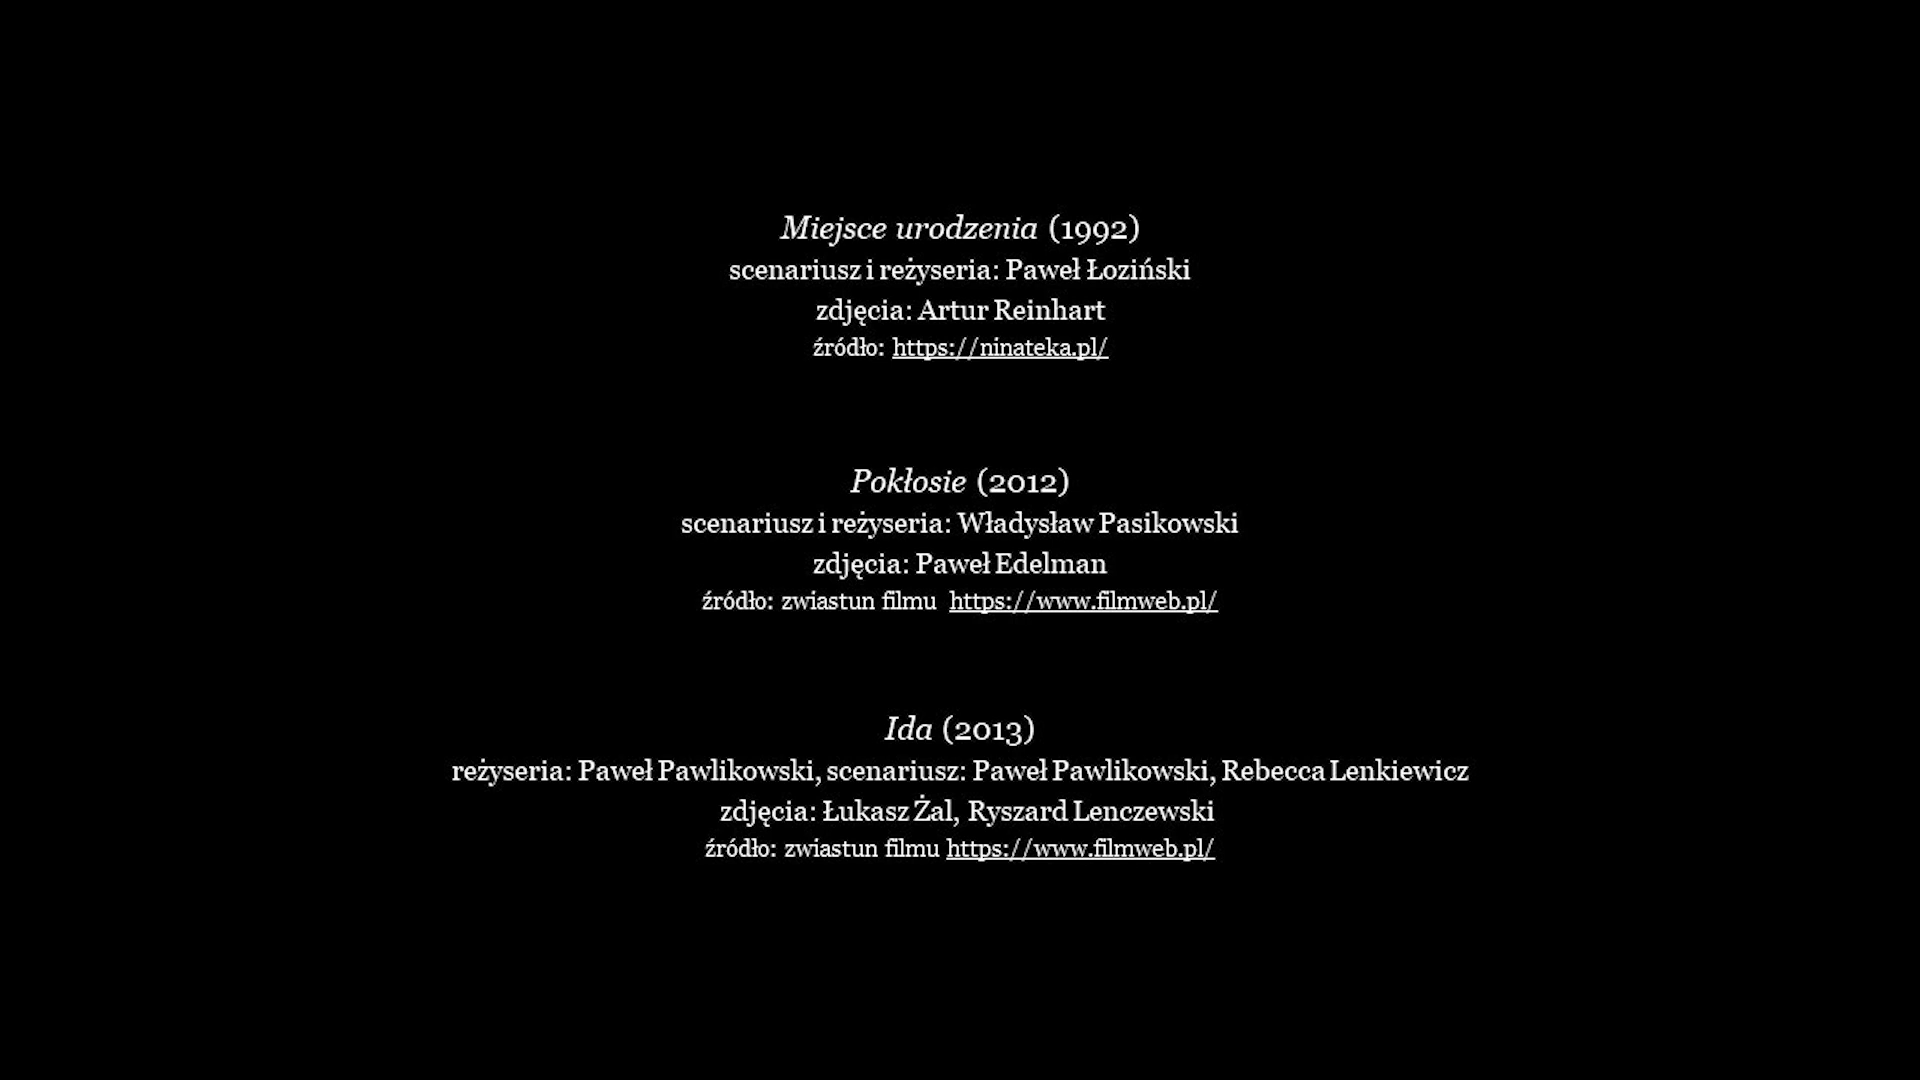 Miejsce urodzenia (1992)
scenariusz i reżyseria: Paweł Łoziński
zdjęcia: Artur Reinhart
źródło: https://ninateka.pl/
Pokłosie (2012)
scenariusz i reżyseria: Władysław Pasikowski
zdjęcia: Paweł Edelman
źródło: zwiastun filmu https://www.filmweb.pl/
Ida (2013)
reżyseria: Paweł Pawlikowski, scenariusz: Paweł Pawlikowski, Rebecca Lenkiewicz
zdjęcia: Łukasz Żal, Ryszard Lenczewski
źródło: zwiastun filmu https://www.filmweb.pl/